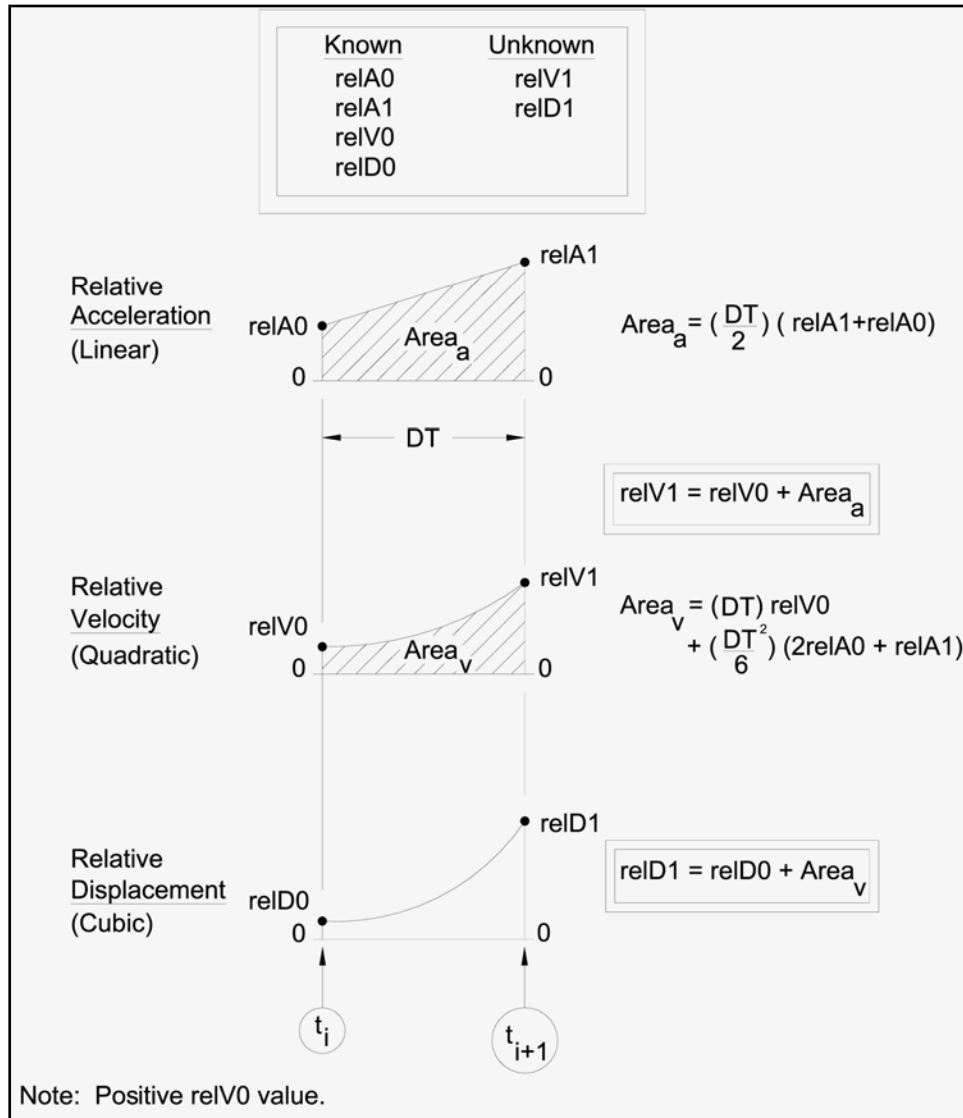 Known Unknown
relA0 relV1
relA1 relD1
relV0
relD0
relA1
Relative
Acceleration
(Linear)
relA0
Area_a
Area_a = (DT/2) ( relA1+relA0)
0 0
DT
relV1 = relV0 + Area_a
Relative
Velocity
(Quadratic)
relV1
relV0
Area_v
0 0
Area_v = (DT) relV0
+ (DT²/6) (2relA0 + relA1)
relD1
Relative
Displacement
(Cubic)
relD0
0 0
relD1 = relD0 + Area_v
t_i t_i+1
Note: Positive relV0 value.